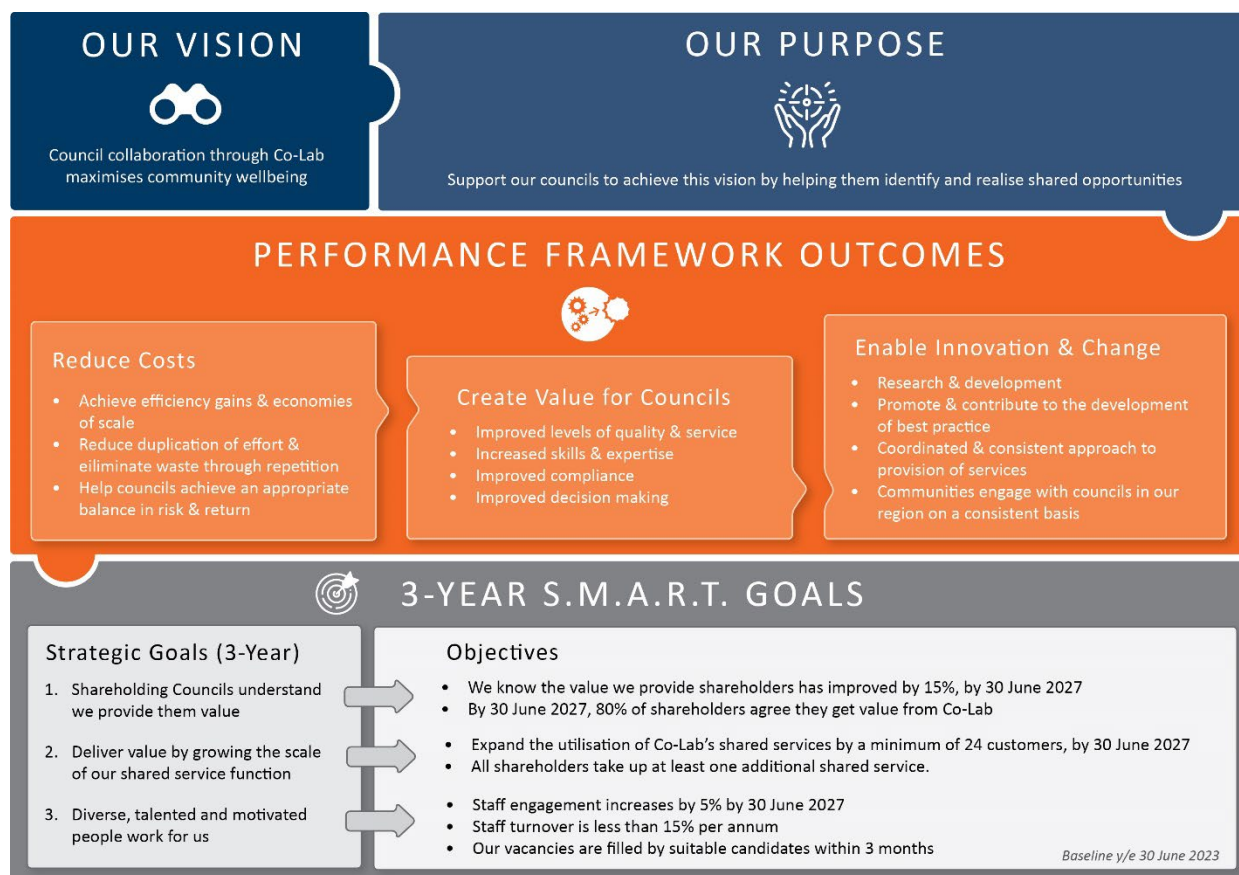 OUR VISION
Council collaboration through Co-Lab
maximises community wellbeing
OUR PURPOSE
Support our councils to achieve this vision by helping them identify and realise shared opportunities
PERFORMANCE FRAMEWORK OUTCOMES
Reduce Costs
• Achieve efficiency gains & economies
of scale
• Reduce duplication of effort &
eiliminate waste through repetition
• Help councils achieve an appropriate
balance in risk & return
Create Value for Councils
• Improved levels of quality & service
• Increased skills & expertise
• Improved compliance
• Improved decision making
Enable Innovation & Change
• Research & development
• Promote & contribute to the development
of best practice
• Coordinated & consistent approach to
provision of services
• Communities engage with councils in our
region on a consistent basis
3-YEAR S.M.A.R.T. GOALS
Strategic Goals (3-Year)
1. Shareholding Councils understand
we provide them value
2. Deliver value by growing the scale
of our shared service function
3. Diverse, talented and motivated
people work for us
Objectives
• We know the value we provide shareholders has improved by 15%, by 30 June 2027
• By 30 June 2027, 80% of shareholders agree they get value from Co-Lab
• Expand the utilisation of Co-Lab's shared services by a minimum of 24 customers, by 30 June 2027
• All shareholders take up at least one additional shared service.
• Staff engagement increases by 5% by 30 June 2027
• Staff turnover is less than 15% per annum
• Our vacancies are filled by suitable candidates within 3 months
Baseline y/e 30 June 2023